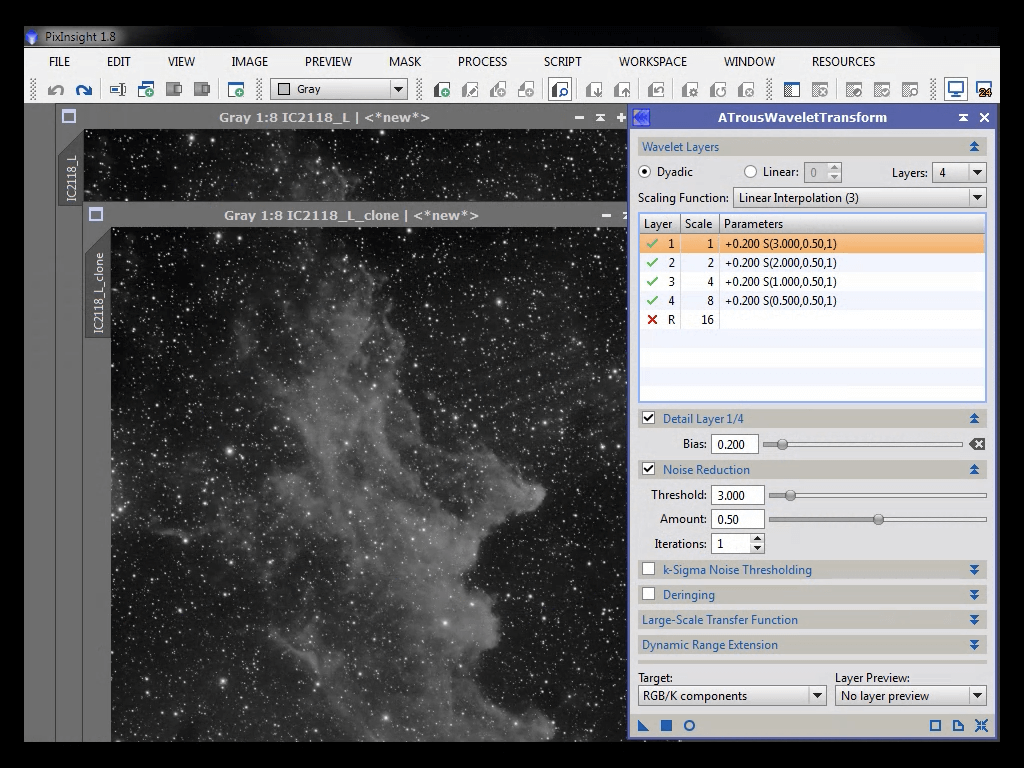 PixInsight 1.8
FILE EDIT VIEW IMAGE PREVIEW MASK PROCESS SCRIPT WORKSPACE WINDOW RESOURCES
Gray
24
Gray 1:8 IC2118_L | <*new*>
IC2118_L
Gray 1:8 IC2118_L_clone | <*new*>
IC2118_L_clone
ATrousWaveletTransform
Wavelet Layers
Dyadic Linear: 0 Layers: 4
Scaling Function: Linear Interpolation (3)
Layer Scale Parameters
1 1 +0.200 S(3.000,0.50,1)
2 2 +0.200 S(2.000,0.50,1)
3 4 +0.200 S(1.000,0.50,1)
4 8 +0.200 S(0.500,0.50,1)
R 16
Detail Layer 1/4
Bias: 0.200
Noise Reduction
Threshold: 3.000
Amount: 0.50
Iterations: 1
k-Sigma Noise Thresholding
Deringing
Large-Scale Transfer Function
Dynamic Range Extension
Target: Layer Preview:
RGB/K components No layer preview